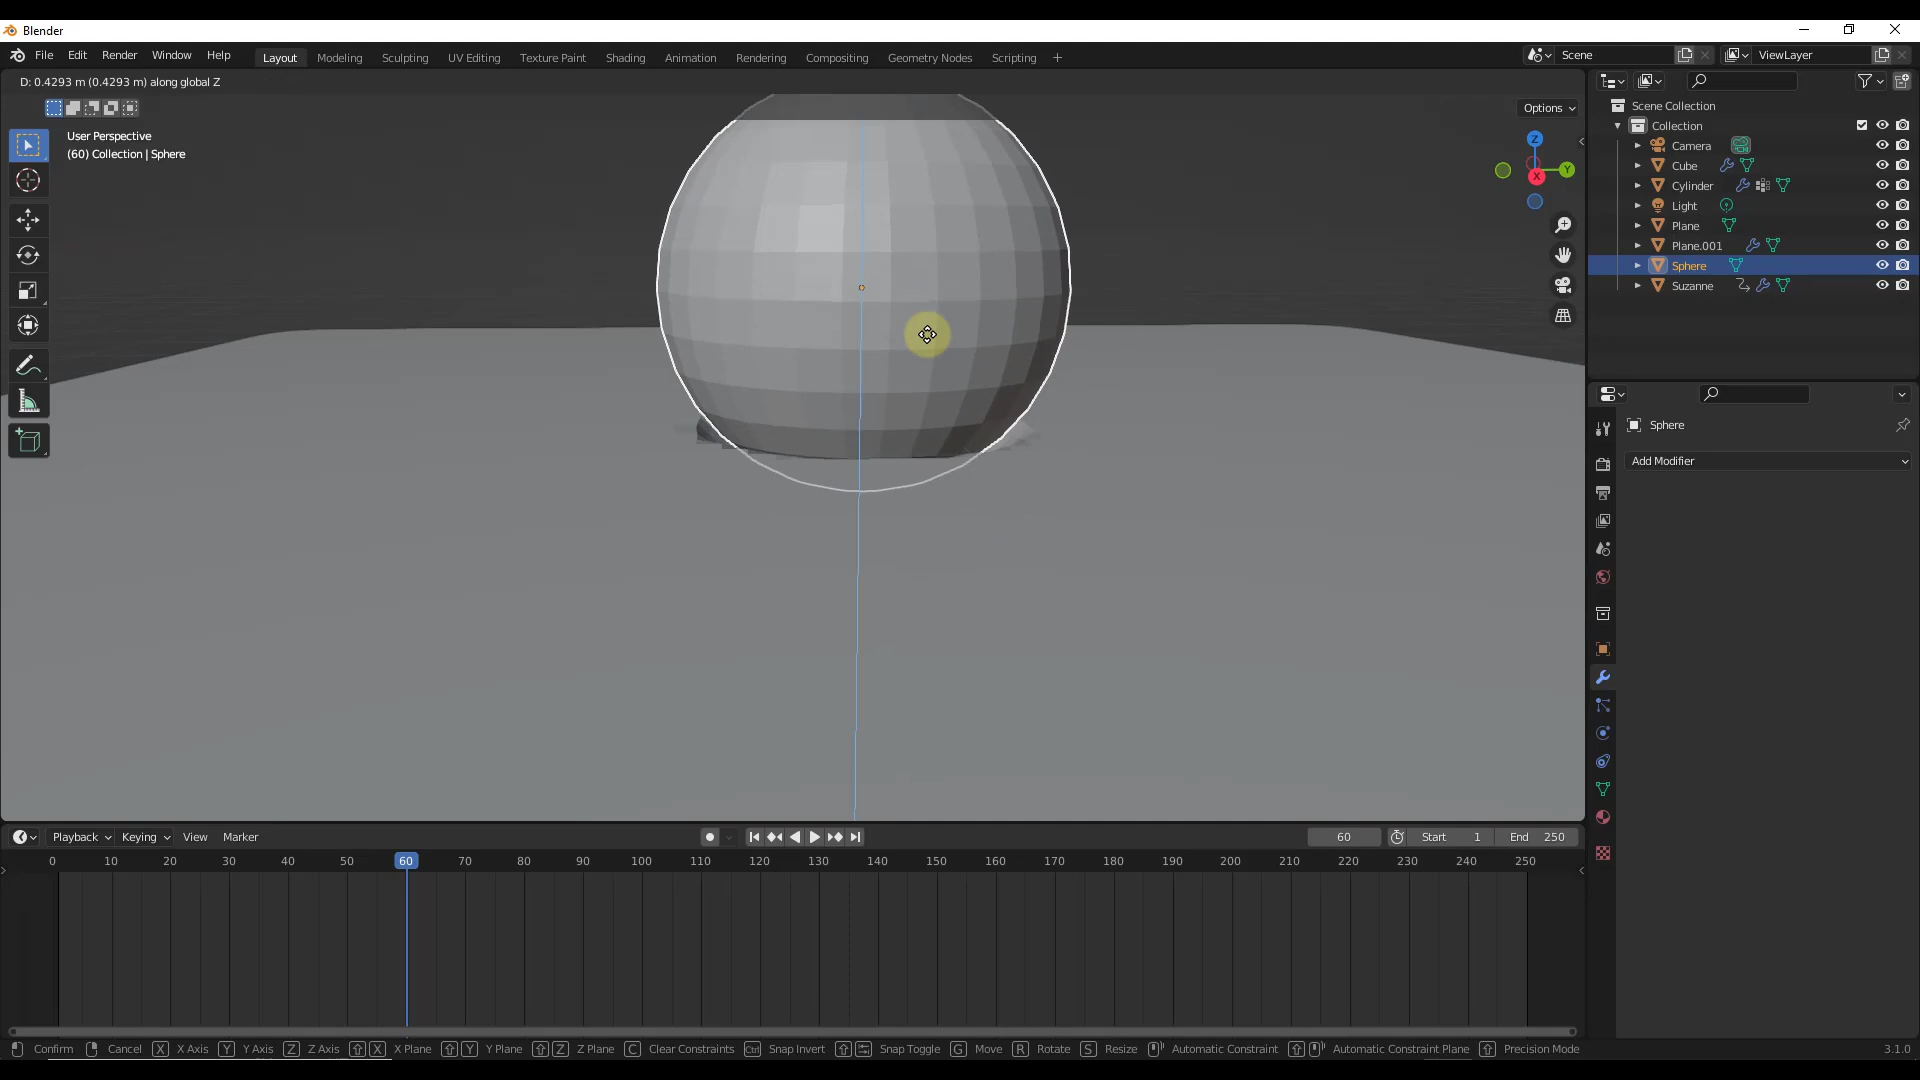 Blender
File Edit Render Window Help Layout Modeling Sculpting UV Editing Texture Paint Shading Animation Rendering Compositing Geometry Nodes Scripting + Scene ViewLayer
D: 0.4293 m (0.4293 m) along global Z
Options
User Perspective
(60) Collection | Sphere
Z
Y
X
Scene Collection
Collection
Camera
Cube
Cylinder
Light
Plane
Plane.001
Sphere
Suzanne
Sphere
Add Modifier
Playback Keying View Marker 60 Start 1 End 250
0 10 20 30 40 50 60 70 80 90 100 110 120 130 140 150 160 170 180 190 200 210 220 230 240 250
Confirm Cancel X X Axis Y Y Axis Z Z Axis X X Plane Y Y Plane Z Z Plane C Clear Constraints Ctrl Snap Invert Snap Toggle G Move R Rotate S Resize Automatic Constraint Automatic Constraint Plane Precision Mode 3.1.0